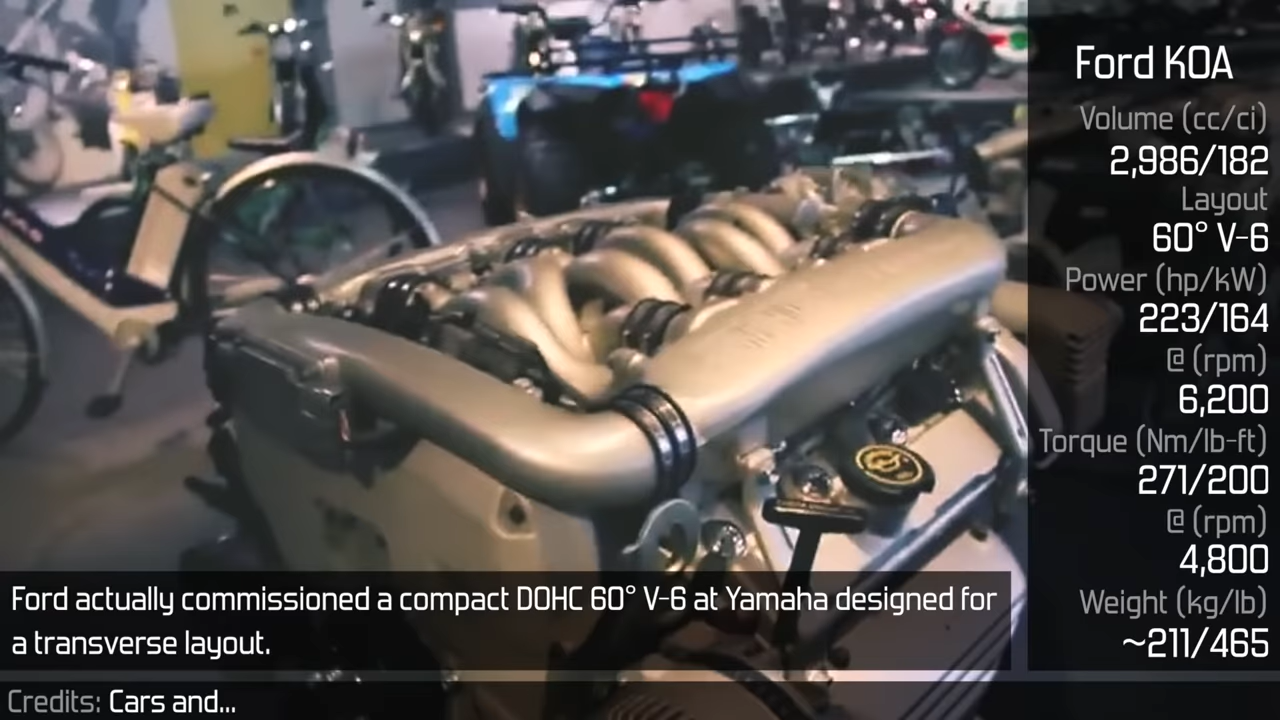 Ford KOA
Volume (cc/ci)
2,986/182
Layout
60° V-6
Power (hp/kW)
223/164
@ (rpm)
6,200
Torque (Nm/lb-ft)
271/200
@ (rpm)
4,800
Weight (kg/lb)
~211/465
Ford actually commissioned a compact DOHC 60° V-6 at Yamaha designed for
a transverse layout.
Credits: Cars and...